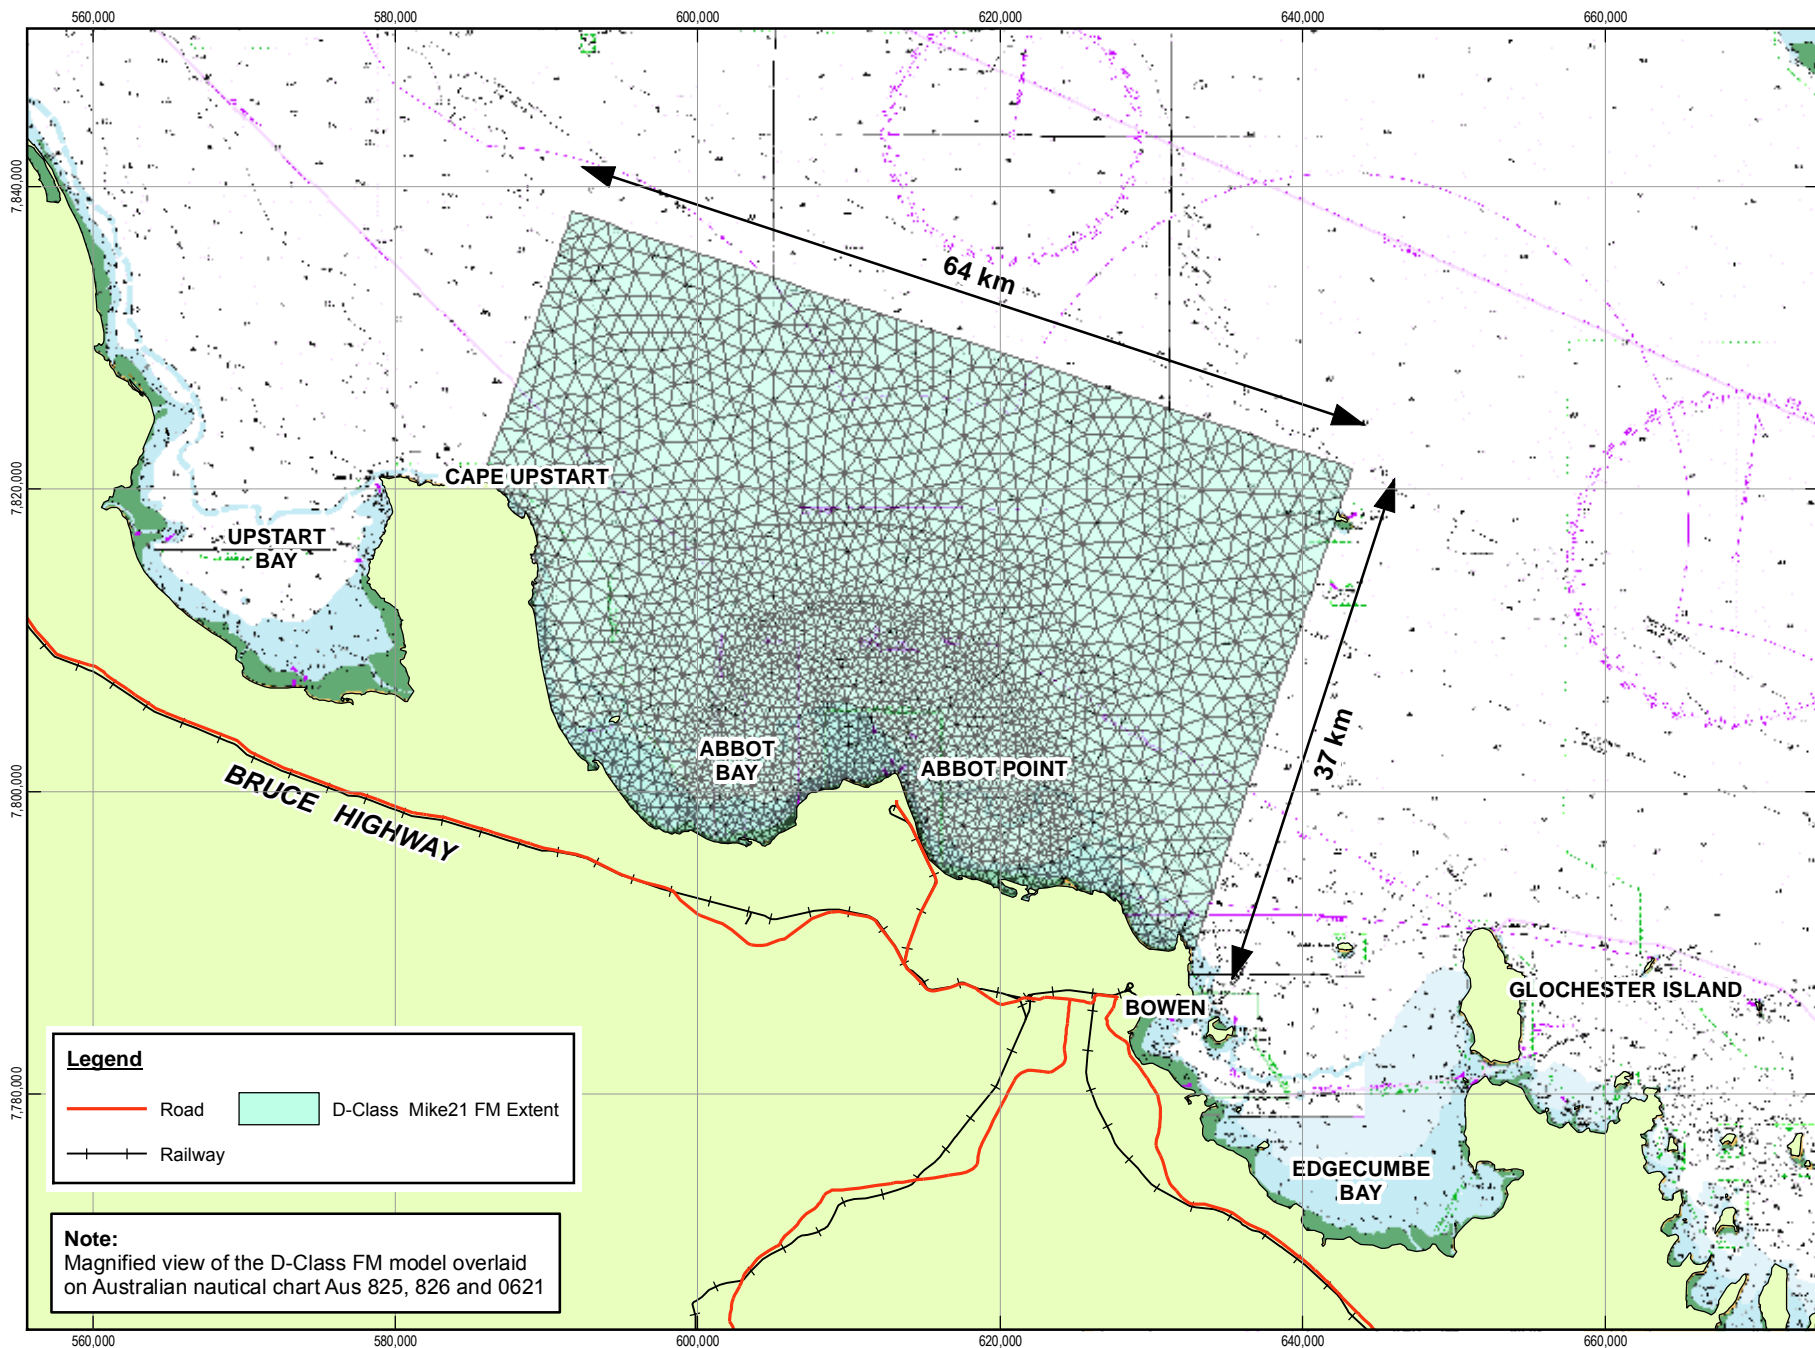 560,000 580,000 600,000 620,000 640,000 660,000
7,840,000
64 km
7,820,000
CAPE UPSTART
UPSTART
BAY
37 km
ABBOT
BAY
ABBOT POINT
7,800,000
BRUCE HIGHWAY
GLOCHESTER ISLAND
BOWEN
7,780,000
EDGECUMBE
BAY
Legend
Road
D-Class Mike21 FM Extent
Railway
Note:
Magnified view of the D-Class FM model overlaid
on Australian nautical chart Aus 825, 826 and 0621
560,000 580,000 600,000 620,000 640,000 660,000